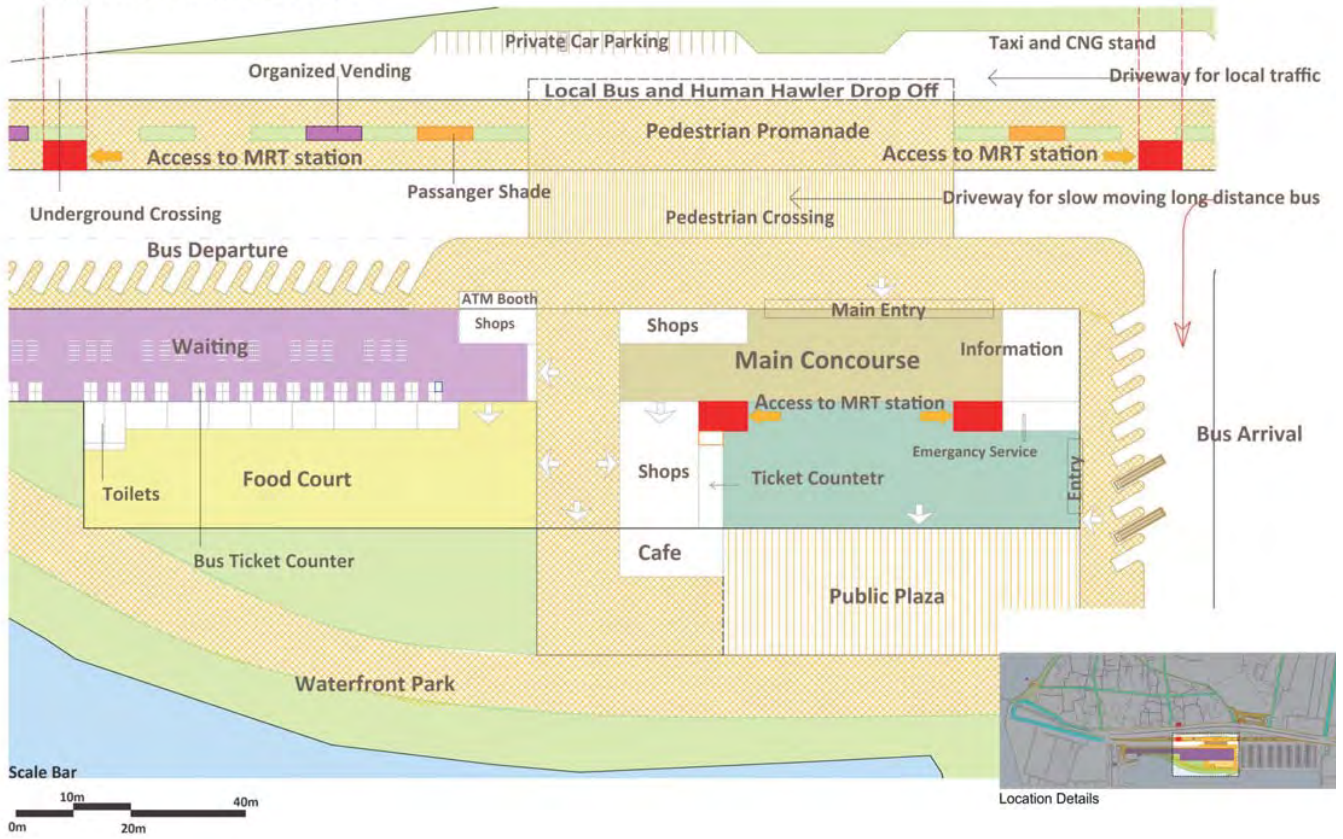 Private Car Parking
Taxi and CNG stand
Organized Vending
Driveway for local traffic
Local Bus and Human Hawler Drop Off
Pedestrian Promanade
Access to MRT station
Access to MRT station
Passanger Shade
Driveway for slow moving long distance bus
Underground Crossing
Pedestrian Crossing
Bus Departure
ATM Booth
Shops
Shops
Main Entry
Waiting
Main Concourse
Information
Access to MRT station
Bus Arrival
Emergancy Service
Food Court
Shops
Ticket Countetr
Entry
Toilets
Bus Ticket Counter
Cafe
Public Plaza
Waterfront Park
Scale Bar
10m
40m
0m
20m
Location Details